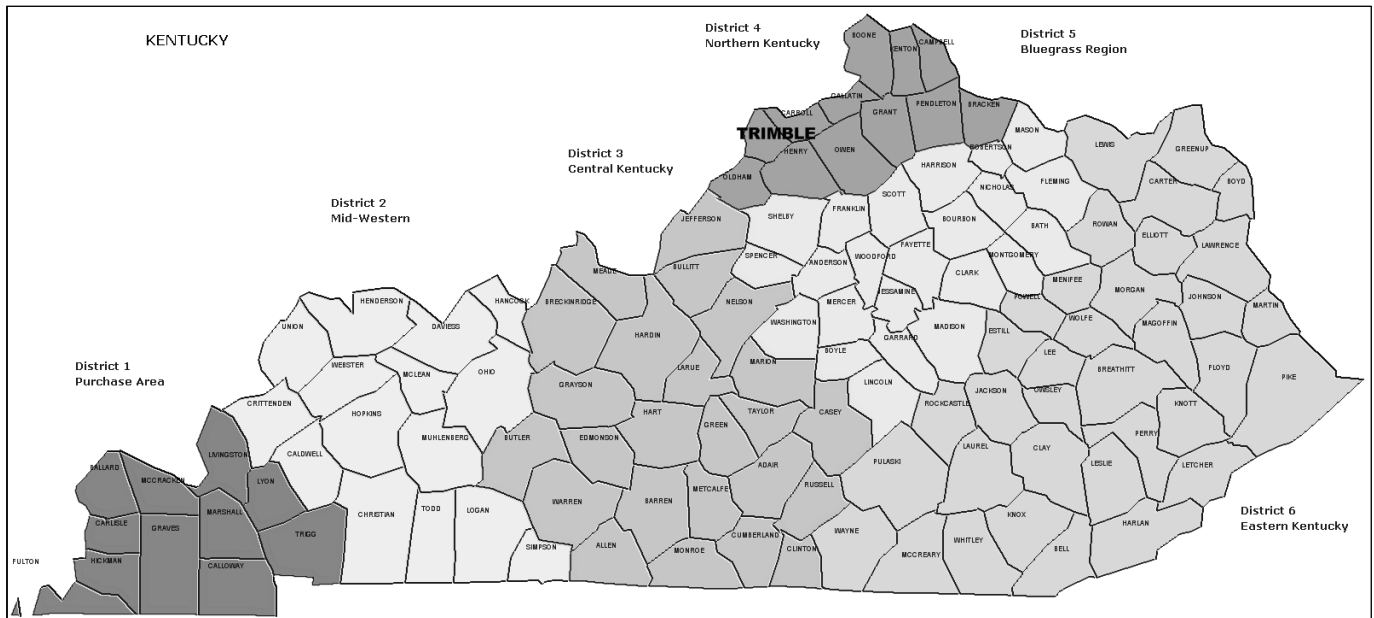 KENTUCKY
District 4
Northern Kentucky
District 5
Bluegrass Region
District 3
Central Kentucky
District 2
Mid-Western
District 1
Purchase Area
District 6
Eastern Kentucky
BOONE
KENTON
CAMPBELL
GALLATIN
CARROLL
GRANT
PENDLETON
BRACKEN
TRIMBLE
HENRY
OWEN
OLDHAM
MASON
ROBERTSON
LEWIS
GREENUP
HARRISON
NICHOLAS
FLEMING
CARTER
BOYD
SCOTT
JEFFERSON
SHELBY
FRANKLIN
BOURBON
BATH
ROWAN
ELLIOTT
LAWRENCE
SPENCER
ANDERSON
WOODFORD
FAYETTE
MONTGOMERY
BULLITT
MEADE
CLARK
MENIFEE
MORGAN
JOHNSON
MARTIN
BRECKINRIDGE
NELSON
MERCER
JESSAMINE
POWELL
HANCOCK
HENDERSON
DAVIESS
UNION
WASHINGTON
MADISON
ESTILL
WOLFE
MAGOFFIN
HARDIN
GARRARD
BOYLE
LEE
WEBSTER
MCLEAN
OHIO
LARUE
MARION
BREATHITT
FLOYD
PIKE
GRAYSON
LINCOLN
JACKSON
OWSLEY
KNOTT
CRITTENDEN
HOPKINS
HART
TAYLOR
CASEY
ROCKCASTLE
GREEN
PERRY
MUHLENBERG
BUTLER
EDMONSON
LAUREL
CLAY
LIVINGSTON
CALDWELL
ADAIR
PULASKI
LESLIE
LETCHER
BALLARD
MCCRACKEN
LYON
METCALFE
RUSSELL
WARREN
BARREN
MARSHALL
CHRISTIAN
TODD
LOGAN
KNOX
HARLAN
CARLISLE
GRAVES
TRIGG
CUMBERLAND
WAYNE
WHITLEY
SIMPSON
ALLEN
MONROE
CLINTON
MCCREARY
BELL
FULTON
HICKMAN
CALLOWAY